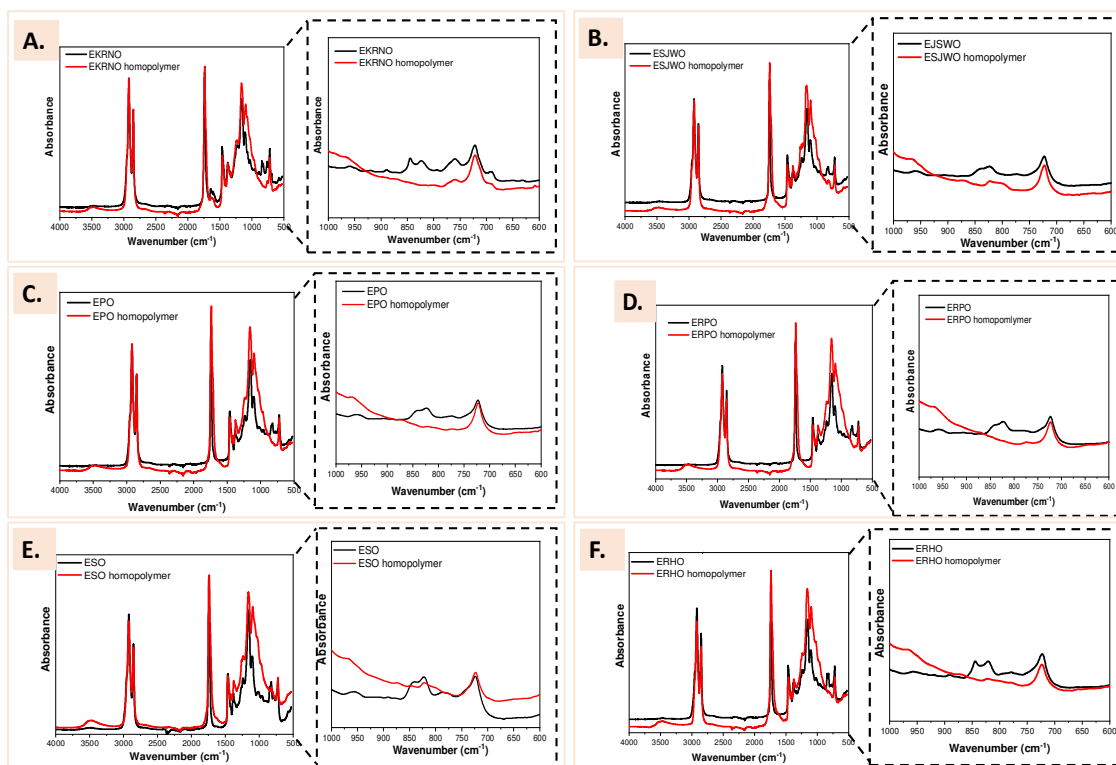 A.
EKRNO
EKRNO homopolymer
Absorbance
4000 3500 3000 2500 2000 1500 1000 500
Wavenumber (cm-1)
EKRNO
EKRNO homopolymer
Absorbance
1000 950 900 850 800 750 700 650 600
Wavenumber (cm-1)
B.
ESJWO
ESJWO homopolymer
Absorbance
4000 3500 3000 2500 2000 1500 1000 500
Wavenumber (cm-1)
EJSWO
ESJWO homopolymer
Absorbance
1000 950 900 850 800 750 700 650 600
Wavenumber (cm-1)
C.
EPO
EPO homopolymer
Absorbance
4000 3500 3000 2500 2000 1500 1000 500
Wavenumber (cm-1)
EPO
EPO homopolymer
Absorbance
1000 950 900 850 800 750 700 650 600
Wavenumber (cm-1)
D.
ERPO
ERPO homopolymer
Absorbance
4000 3500 3000 2500 2000 1500 1000 500
Wavenumber (cm-1)
ERPO
ERPO homopomlymer
Absorbance
1000 950 900 850 800 750 700 650 600
Wavenumber (cm-1)
E.
ESO
ESO homopolymer
Absorbance
4000 3500 3000 2500 2000 1500 1000 500
Wavenumber (cm-1)
ESO
ESO homopolymer
Absorbance
1000 950 900 850 800 750 700 650 600
Wavenumber (cm-1)
F.
ERHO
ERHO homopolymer
Absorbance
4000 3500 3000 2500 2000 1500 1000 500
Wavenumber (cm-1)
ERHO
ERHO homopolymer
Absorbance
1000 950 900 850 800 750 700 650 600
Wavenumber (cm-1)